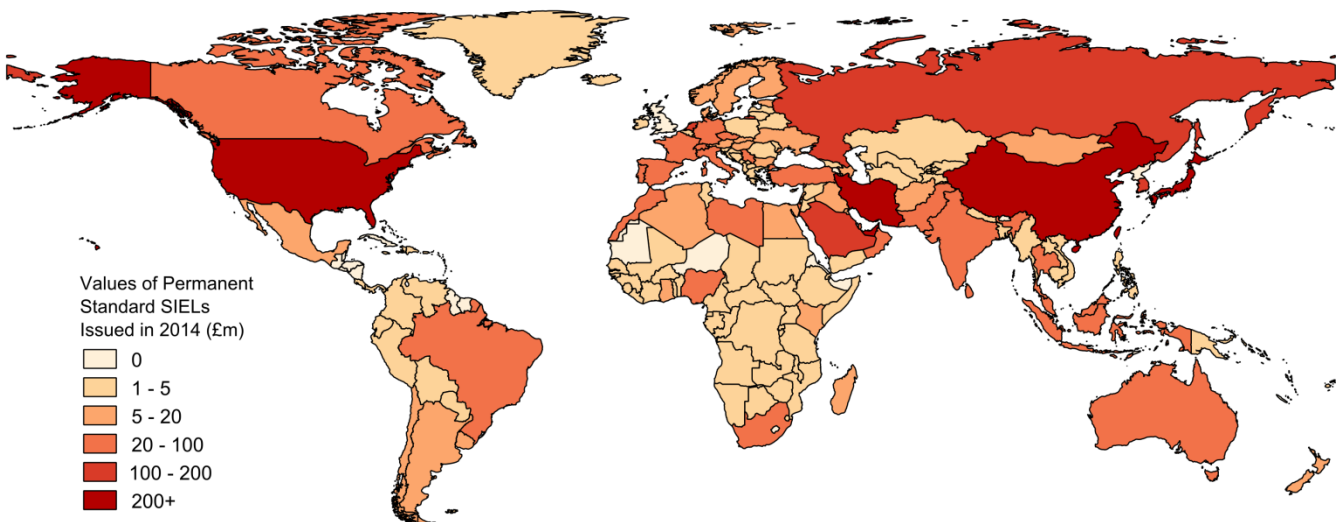 Values of Permanent
Standard SIELs
Issued in 2014 (£m)
0
1 - 5
5 - 20
20 - 100
100 - 200
200+